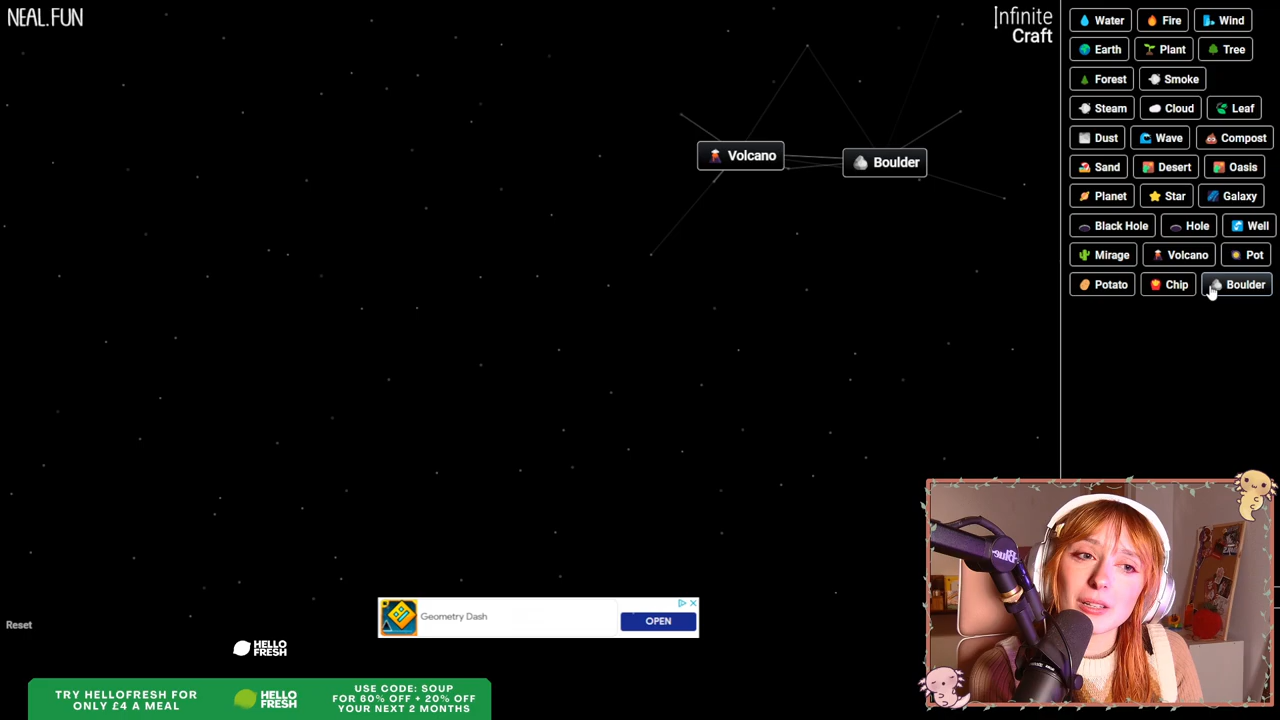 NEAL.FUN
Infinite
Craft
Water
Fire
Wind
Earth
Plant
Tree
Forest
Smoke
Steam
Cloud
Leaf
Dust
Wave
Compost
Sand
Desert
Oasis
Planet
Star
Galaxy
Black Hole
Hole
Well
Mirage
Volcano
Pot
Potato
Chip
Boulder
Volcano
Boulder
Geometry Dash
OPEN
Reset
HELLO
FRESH
TRY HELLOFRESH FOR
ONLY £4 A MEAL
HELLO
FRESH
USE CODE: SOUP
FOR 60% OFF + 20% OFF
YOUR NEXT 2 MONTHS
Blue